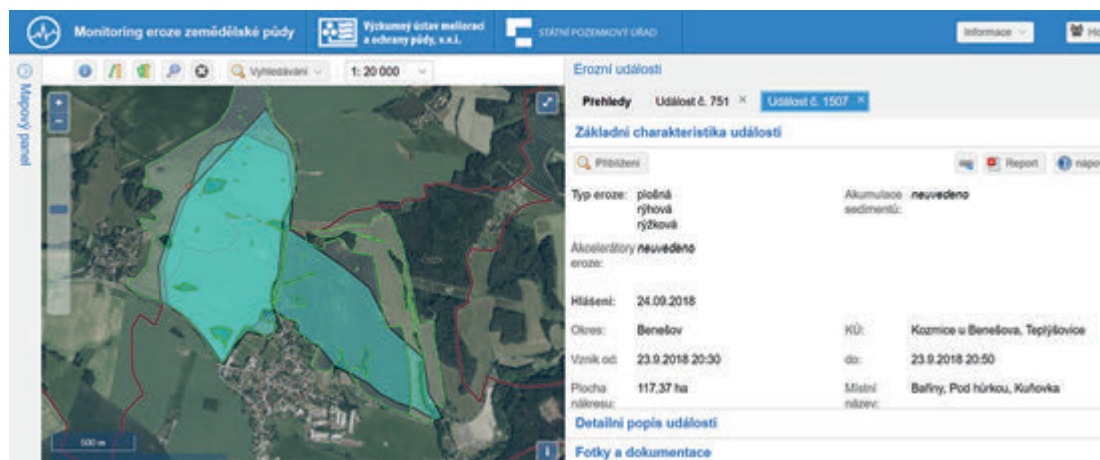 Monitoring eroze zemědělské půdy
Výzkumný ústav meliorací
a ochrany půdy, v.v.i.
STÁTNÍ POZEMKOVÝ ÚŘAD
Informace
Mapový panel
Vyhledávání
1: 20 000
500 m
Erozní události
Přehledy
Událost č. 751 ×
Událost č. 1507 ×
Základní charakteristika události
Přiblížení
Report
Typ eroze: plošná
rýhová
rýžková
Akumulace sedimentů: neuvedeno
Akcelerátory eroze: neuvedeno
Hlášení: 24.09.2018
Okres: Benešov
KÚ: Kozmice u Benešova, Teplýšovice
Vznik od: 23.9.2018 20:30
do: 23.9.2018 20:50
Plocha nákresu: 117,37 ha
Místní název: Bařiny, Pod hůrkou, Kuňovka
Detailní popis události
Fotky a dokumentace